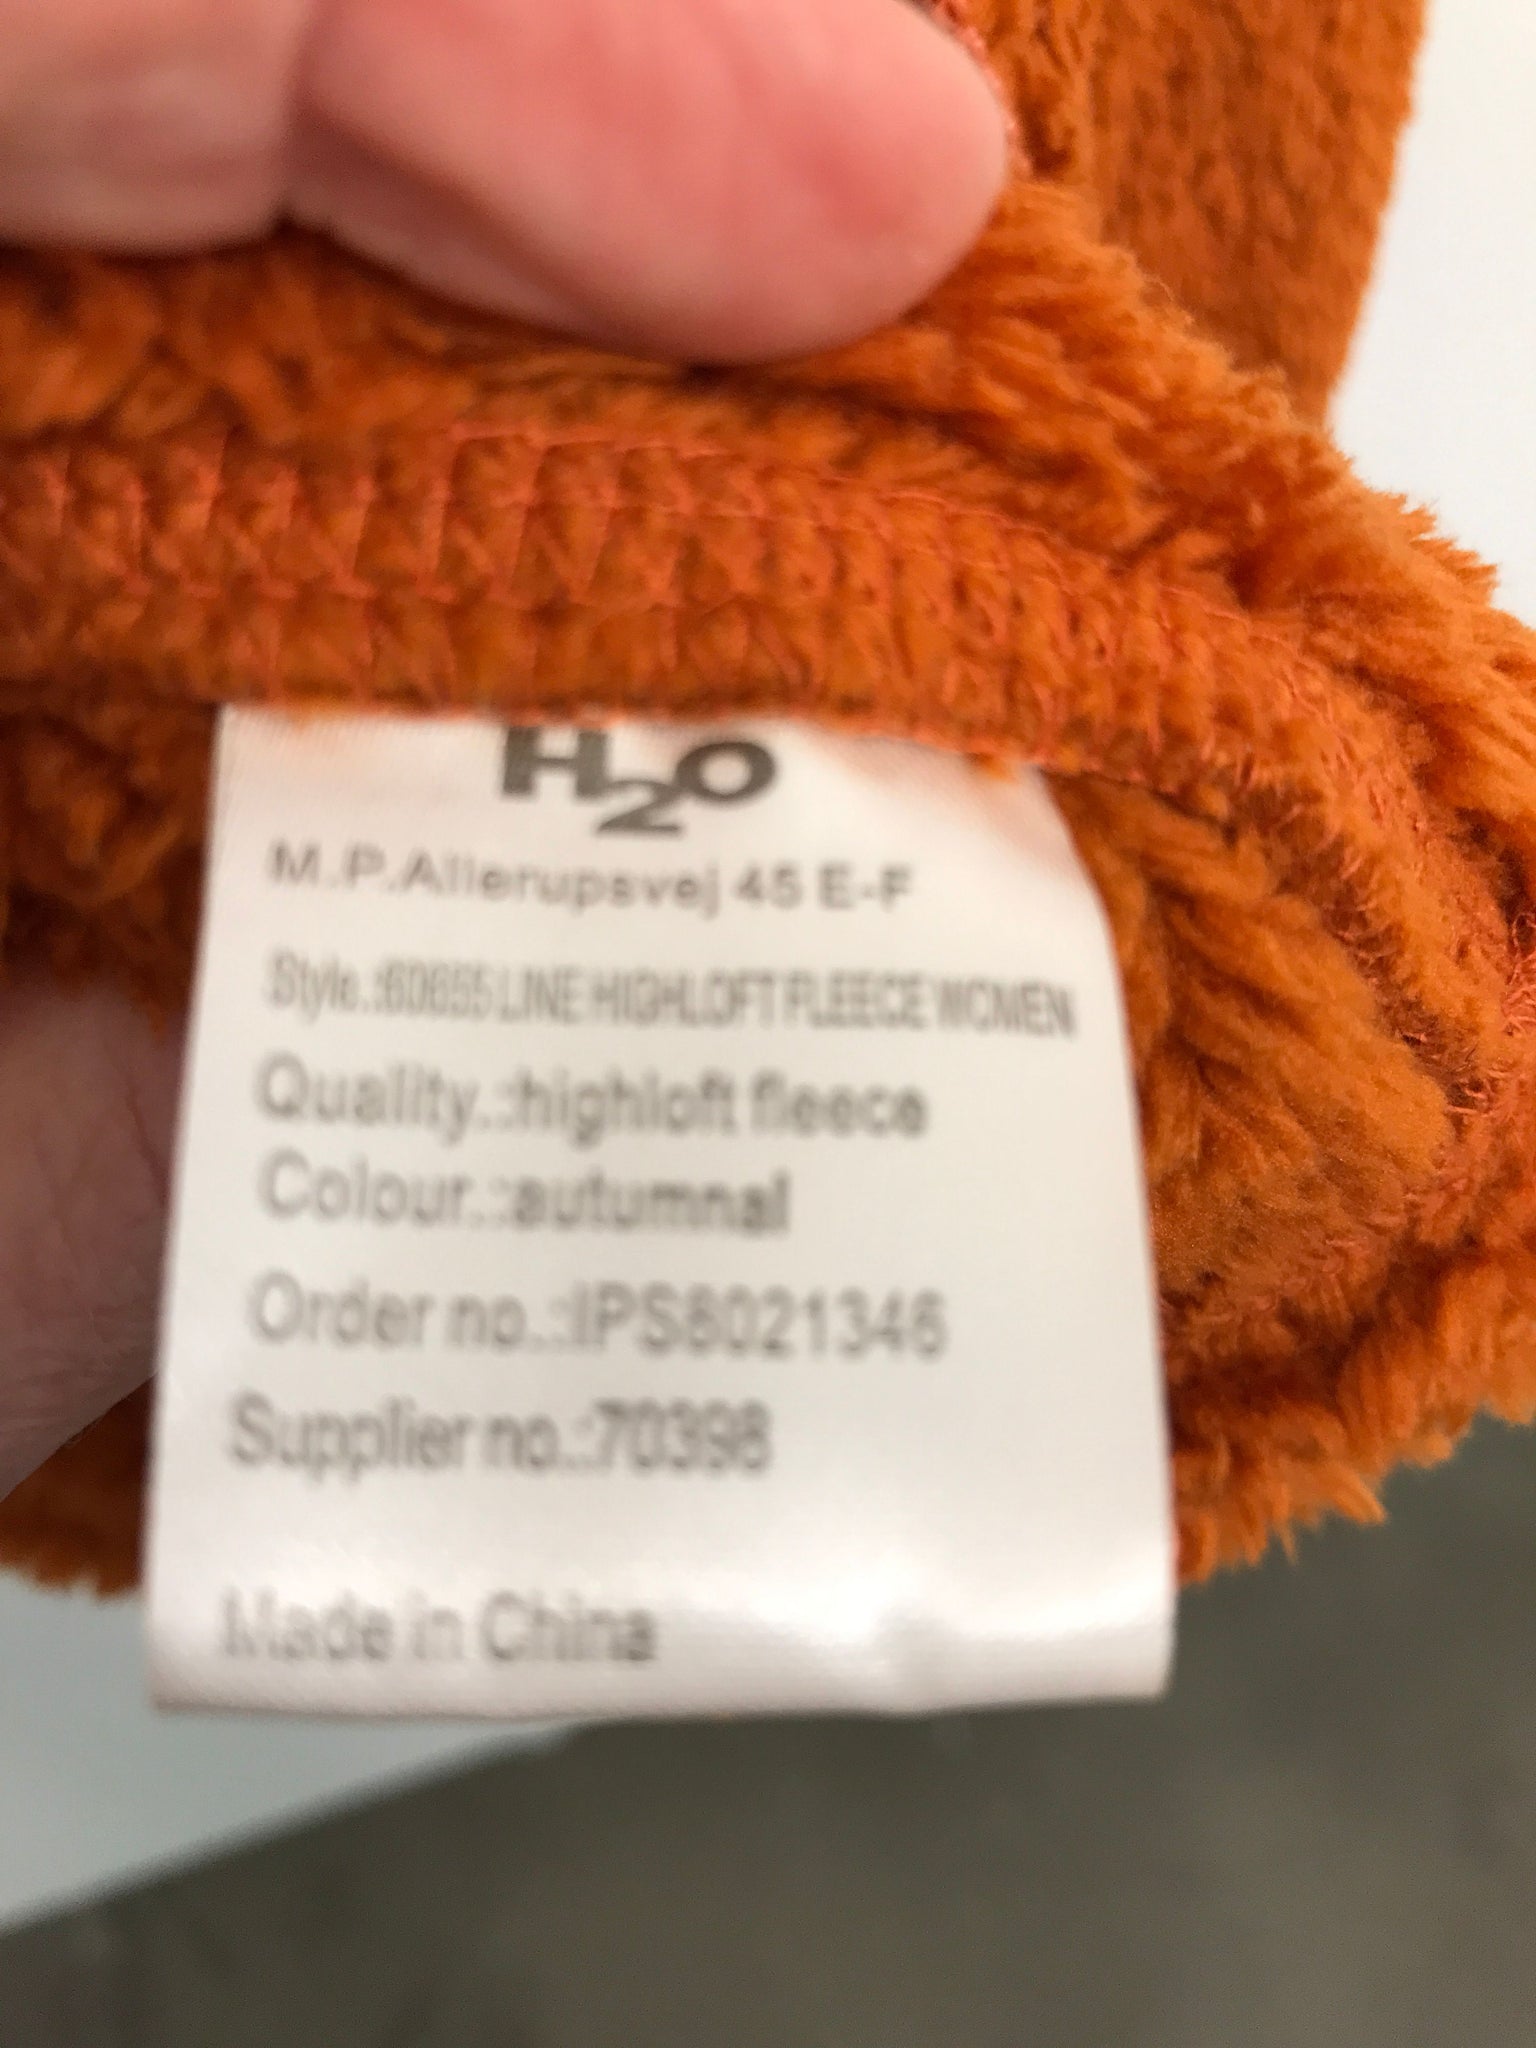 H2O
M.P.Allerupsvej 45 E-F
Style.:60655 LINE HIGHLOFT FLEECE WOMEN
Quality.:highloft fleece
Colour.:autumnal
Order no.:IPS8021346
Supplier no.:70398
Made in China